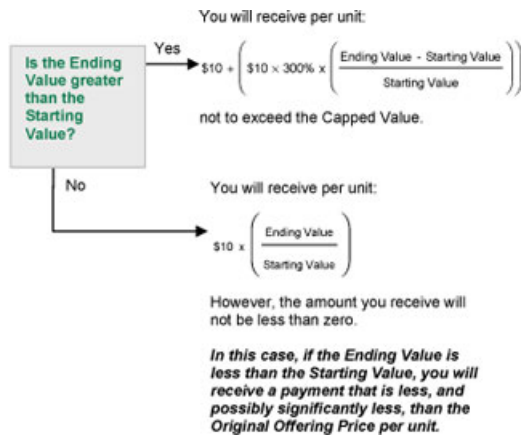 You will receive per unit:
Is the Ending
Value greater
than the
Starting
Value?
Yes
$10 + ( $10 × 300% x ( Ending Value - Starting Value
Starting Value ) )
not to exceed the Capped Value.
No
You will receive per unit:
$10 x ( Ending Value
Starting Value )
However, the amount you receive will
not be less than zero.
In this case, if the Ending Value is
less than the Starting Value, you will
receive a payment that is less, and
possibly significantly less, than the
Original Offering Price per unit.